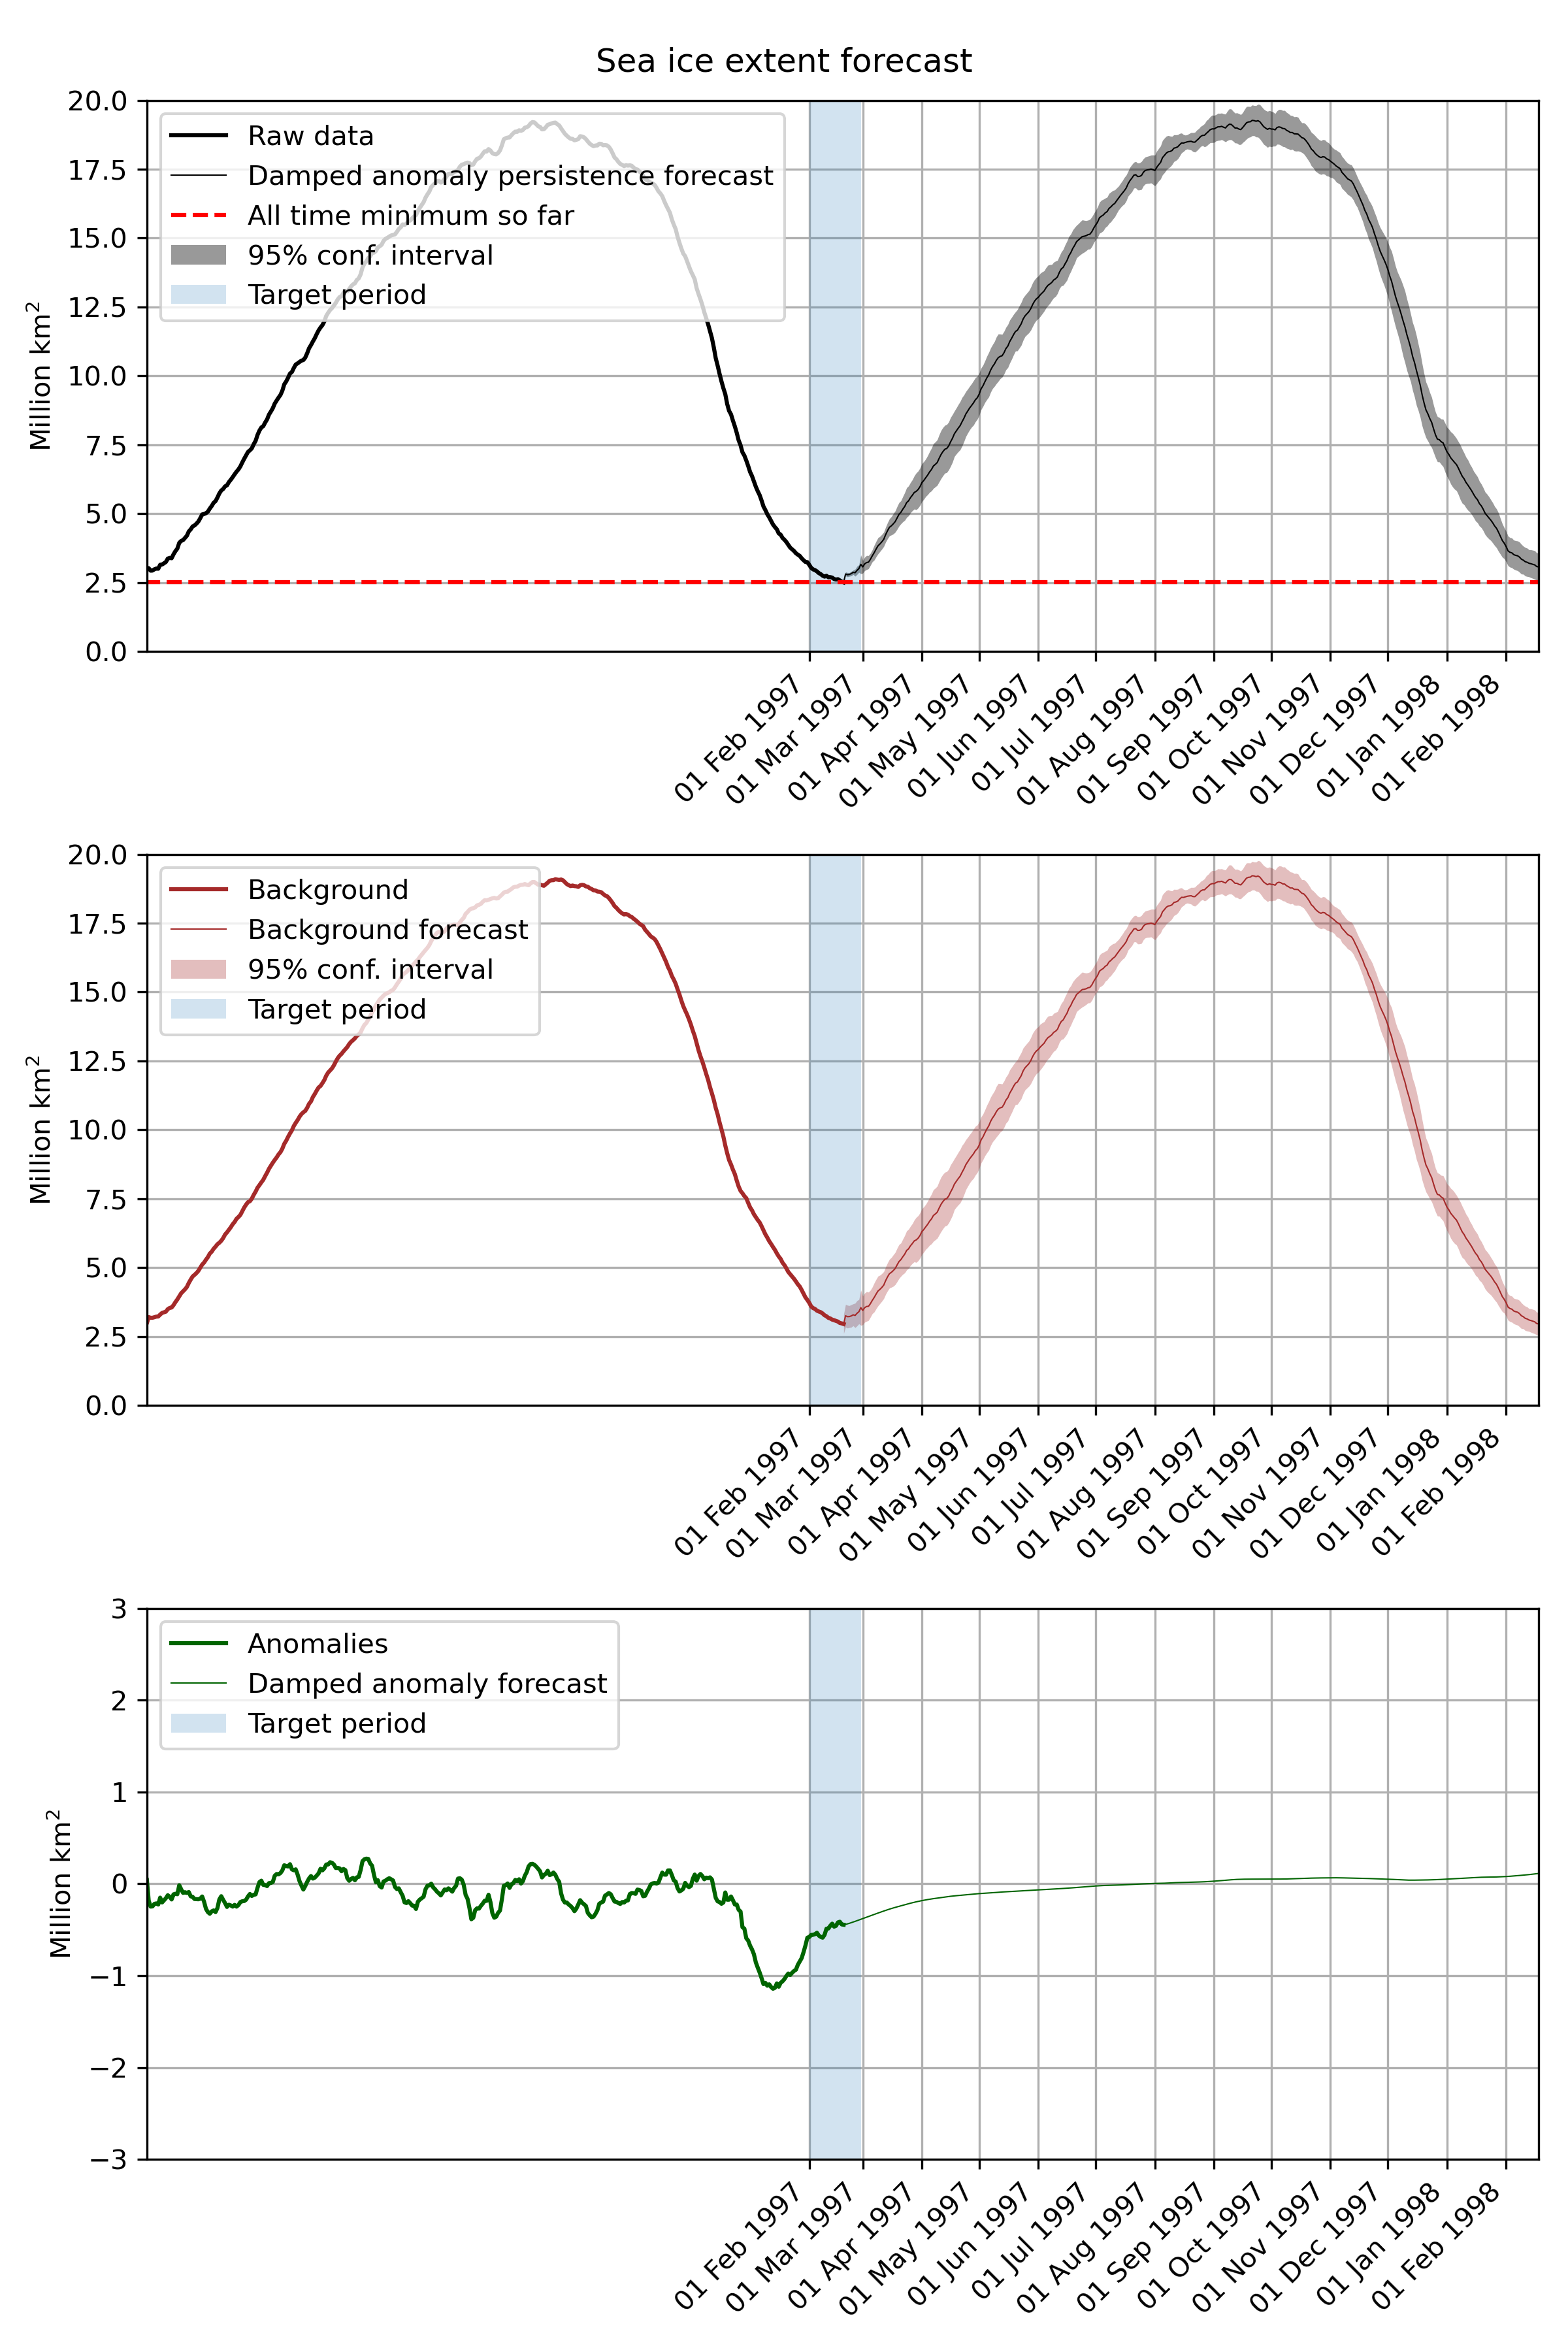 Sea ice extent forecast
20.0
17.5
15.0
12.5
10.0
7.5
5.0
2.5
0.0
Million km²
Raw data
Damped anomaly persistence forecast
All time minimum so far
95% conf. interval
Target period
01 Feb 1997
01 Mar 1997
01 Apr 1997
01 May 1997
01 Jun 1997
01 Jul 1997
01 Aug 1997
01 Sep 1997
01 Oct 1997
01 Nov 1997
01 Dec 1997
01 Jan 1998
01 Feb 1998
20.0
17.5
15.0
12.5
10.0
7.5
5.0
2.5
0.0
Million km²
Background
Background forecast
95% conf. interval
Target period
01 Feb 1997
01 Mar 1997
01 Apr 1997
01 May 1997
01 Jun 1997
01 Jul 1997
01 Aug 1997
01 Sep 1997
01 Oct 1997
01 Nov 1997
01 Dec 1997
01 Jan 1998
01 Feb 1998
3
2
1
0
−1
−2
−3
Million km²
Anomalies
Damped anomaly forecast
Target period
01 Feb 1997
01 Mar 1997
01 Apr 1997
01 May 1997
01 Jun 1997
01 Jul 1997
01 Aug 1997
01 Sep 1997
01 Oct 1997
01 Nov 1997
01 Dec 1997
01 Jan 1998
01 Feb 1998